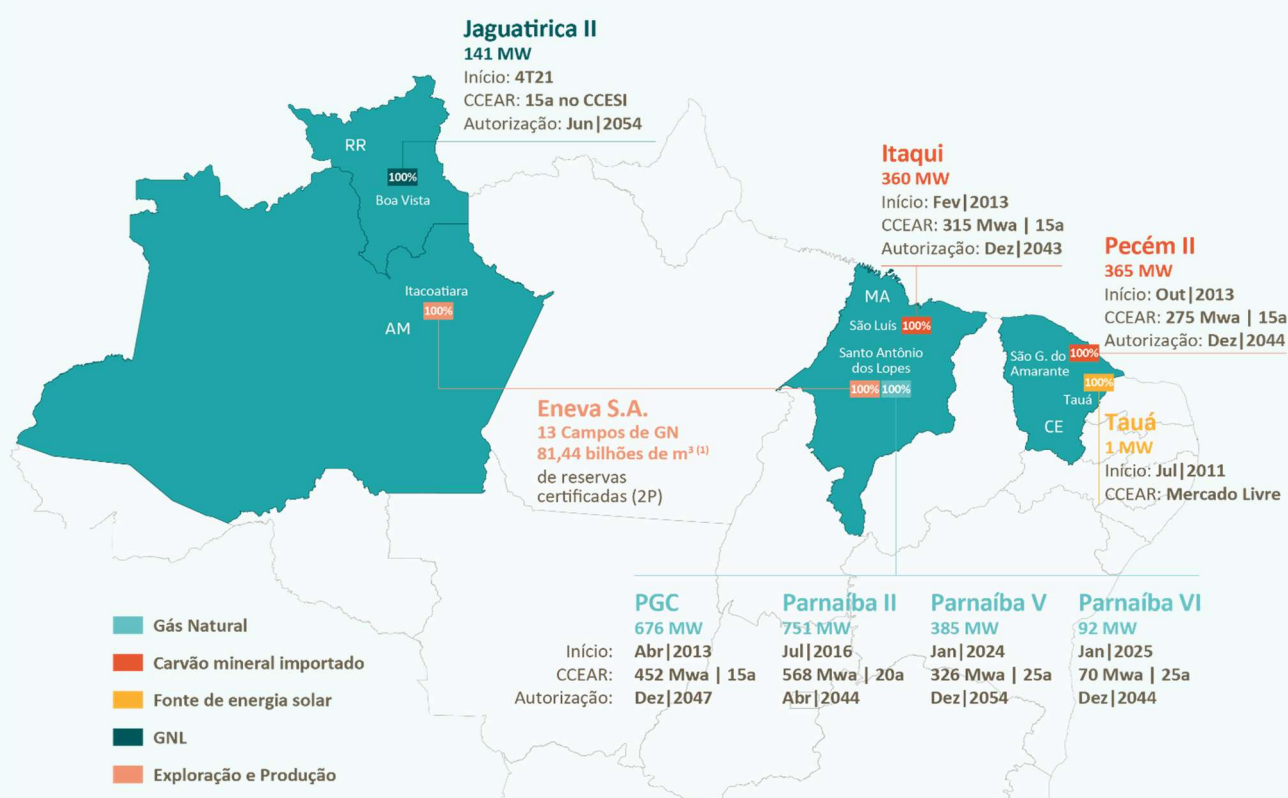 Jaguatirica II
141 MW
Início: 4T21
CCEAR: 15a no CCESI
Autorização: Jun|2054
RR
100%
Boa Vista
Itacoatiara
100%
AM
Itaqui
360 MW
Início: Fev|2013
CCEAR: 315 Mwa | 15a
Autorização: Dez|2043
Pecém II
365 MW
Início: Out|2013
CCEAR: 275 Mwa | 15a
Autorização: Dez|2044
MA
São Luís 100%
Santo Antônio
dos Lopes
100% 100%
São G. do
Amarante
100%
100%
Tauá
CE
Tauá
1 MW
Início: Jul|2011
CCEAR: Mercado Livre
Eneva S.A.
13 Campos de GN
81,44 bilhões de m³ ⁽¹⁾
de reservas
certificadas (2P)
PGC Parnaíba II Parnaíba V Parnaíba VI
676 MW 751 MW 385 MW 92 MW
Início: Abr|2013 Jul|2016 Jan|2024 Jan|2025
CCEAR: 452 Mwa | 15a 568 Mwa | 20a 326 Mwa | 25a 70 Mwa | 25a
Autorização: Dez|2047 Abr|2044 Dez|2054 Dez|2044
Gás Natural
Carvão mineral importado
Fonte de energia solar
GNL
Exploração e Produção